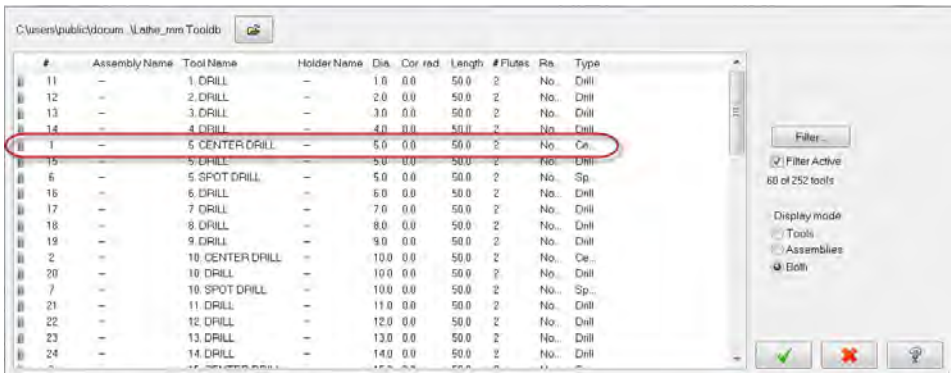 C:\users\public\docum..\Lathe_mm.Tooldb
# Assembly Name Tool Name Holder Name Dia. Cor. rad. Length # Flutes Ra... Type
11 – 1. DRILL – 1.0 0.0 50.0 2 No... Drill
12 – 2. DRILL – 2.0 0.0 50.0 2 No... Drill
13 – 3. DRILL – 3.0 0.0 50.0 2 No... Drill
14 – 4. DRILL – 4.0 0.0 50.0 2 No... Drill
1 – 5. CENTER DRILL – 5.0 0.0 50.0 2 No... Ce...
15 – 5. DRILL – 5.0 0.0 50.0 2 No... Drill
6 – 5. SPOT DRILL – 5.0 0.0 50.0 2 No... Sp...
16 – 6. DRILL – 6.0 0.0 50.0 2 No... Drill
17 – 7. DRILL – 7.0 0.0 50.0 2 No... Drill
18 – 8. DRILL – 8.0 0.0 50.0 2 No... Drill
19 – 9. DRILL – 9.0 0.0 50.0 2 No... Drill
2 – 10. CENTER DRILL – 10.0 0.0 50.0 2 No... Ce...
20 – 10. DRILL – 10.0 0.0 50.0 2 No... Drill
7 – 10. SPOT DRILL – 10.0 0.0 50.0 2 No... Sp...
21 – 11. DRILL – 11.0 0.0 50.0 2 No... Drill
22 – 12. DRILL – 12.0 0.0 50.0 2 No... Drill
23 – 13. DRILL – 13.0 0.0 50.0 2 No... Drill
24 – 14. DRILL – 14.0 0.0 50.0 2 No... Drill
Filter...
Filter Active
60 of 252 tools
Display mode
Tools
Assemblies
Both